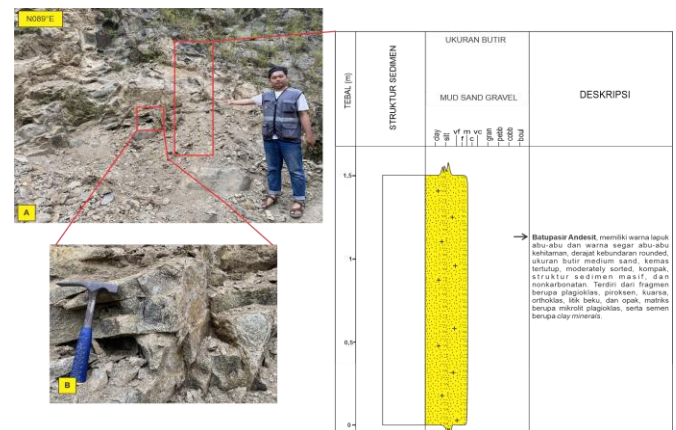 N089°E
A
B
TEBAL (m)
STRUKTUR SEDIMEN
UKURAN BUTIR
MUD SAND GRAVEL
clay
silt
vf
f
m
c
vc
gran
pebb
cobb
boul
DESKRIPSI
1,5
1
0,5
0
Batupasir Andesit, memiliki warna lapuk
abu-abu dan warna segar abu-abu
kehitaman, derajat kebundaran rounded,
ukuran butir medium sand, kemas
tertutup, moderately sorted, kompak,
struktur sedimen masif, dan
nonkarbonatan. Terdiri dari fragmen
berupa plagioklas, piroksen, kuarsa,
orthoklas, litik beku, dan opak, matriks
berupa mikrolit plagioklas, serta semen
berupa clay minerals.